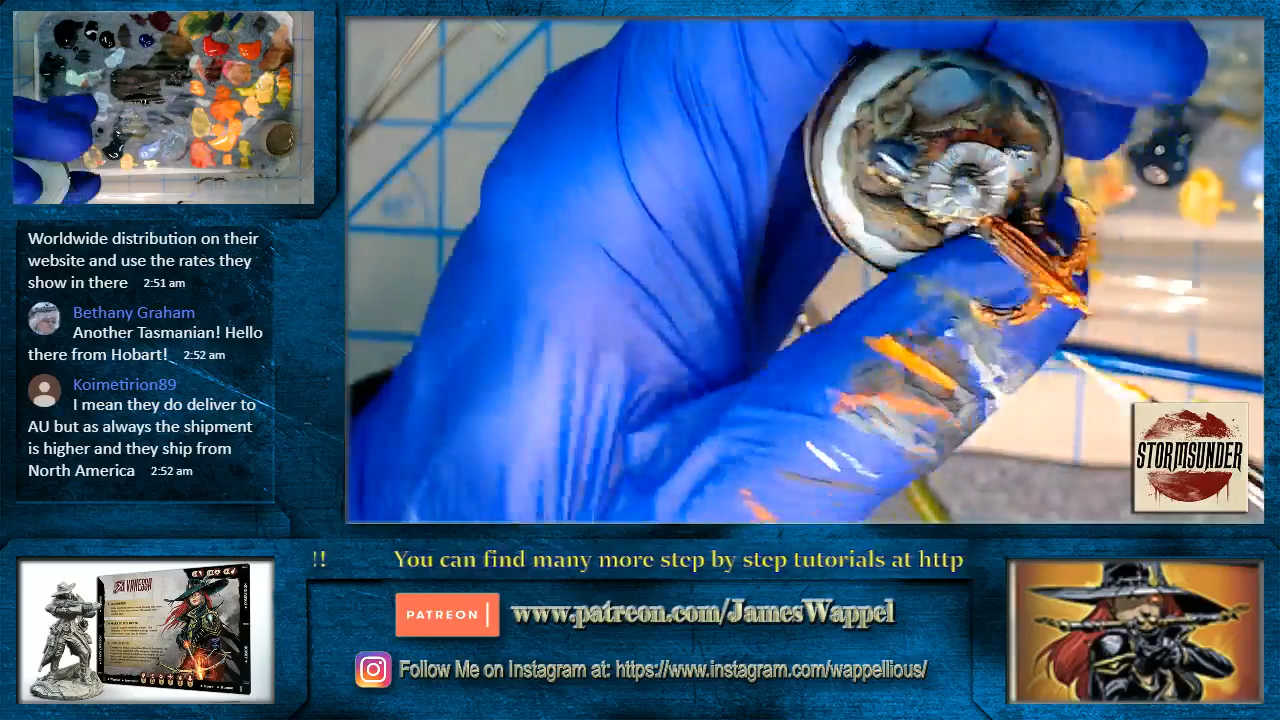 Worldwide distribution on their
website and use the rates they
show in there 2:51 am
Bethany Graham
Another Tasmanian! Hello
there from Hobart! 2:52 am
Koimetirion89
I mean they do deliver to
AU but as always the shipment
is higher and they ship from
North America 2:52 am
STORMSUNDER
!! You can find many more step by step tutorials at http
PATREON
www.patreon.com/JamesWappel
Follow Me on Instagram at: https://www.instagram.com/wappellious/
VANESSA